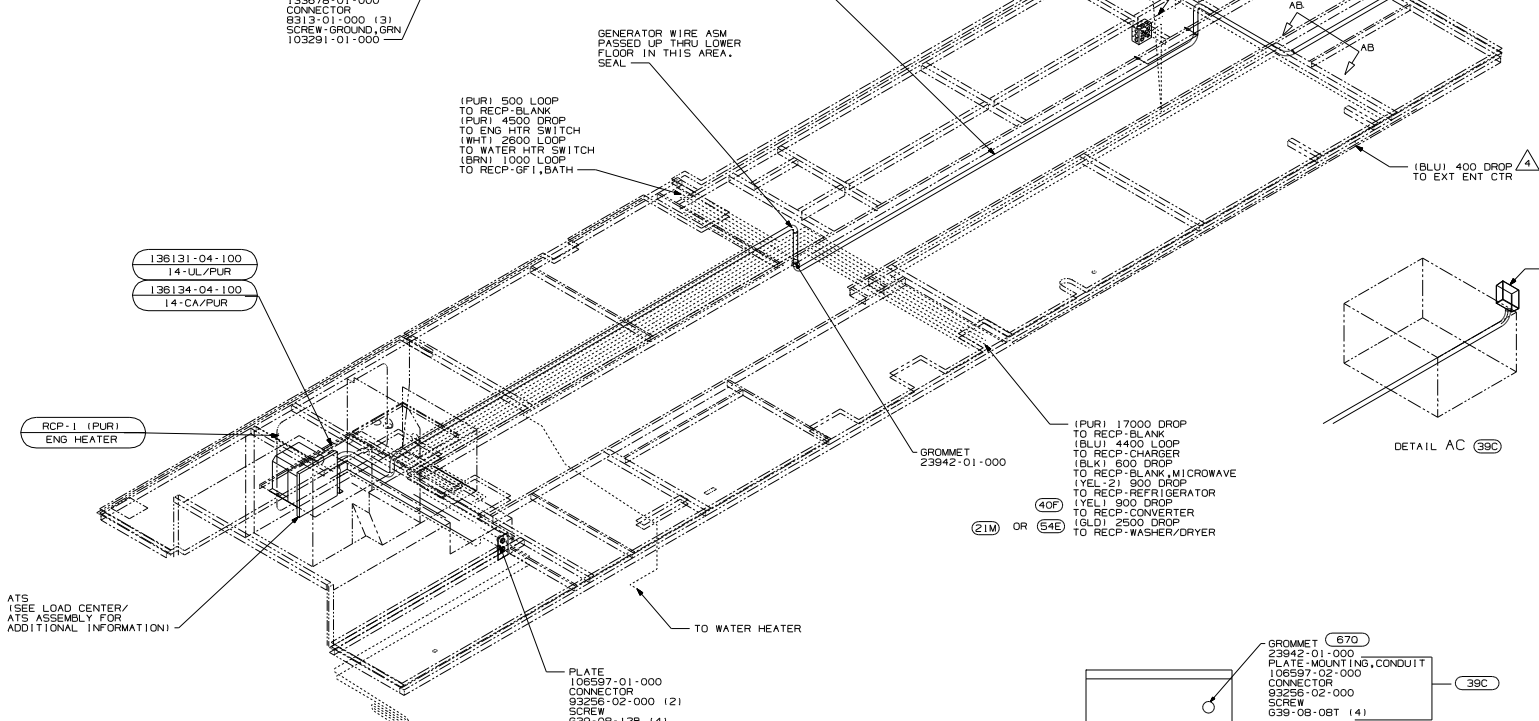 133678-01-000
CONNECTOR
8313-01-000 (3)
SCREW-GROUND,GRN
103291-01-000
GENERATOR WIRE ASM
PASSED UP THRU LOWER
FLOOR IN THIS AREA.
SEAL
AB
AB
(PUR) 500 LOOP
TO RECP-BLANK
(PUR) 4500 DROP
TO ENG HTR SWITCH
(WHT) 2600 LOOP
TO WATER HTR SWITCH
(BRN) 1000 LOOP
TO RECP-GFI,BATH
(BLU) 400 DROP 4
TO EXT ENT CTR
136131-04-100
14-UL/PUR
136134-04-100
14-CA/PUR
RCP-1 (PUR)
ENG HEATER
GROMMET
23942-01-000
(PUR) 17000 DROP
TO RECP-BLANK
(BLU) 4400 LOOP
TO RECP-CHARGER
(BLK) 600 DROP
TO RECP-BLANK,MICROWAVE
(YEL-2) 900 DROP
TO RECP-REFRIGERATOR
40F (YEL) 900 DROP
TO RECP-CONVERTER
21M OR 54E (GLD) 2500 DROP
TO RECP-WASHER/DRYER
DETAIL AC 39C
ATS
(SEE LOAD CENTER/
ATS ASSEMBLY FOR
ADDITIONAL INFORMATION)
TO WATER HEATER
PLATE
106597-01-000
CONNECTOR
93256-02-000 (2)
SCREW
G39-08-12B (4)
GROMMET 67Q
23942-01-000
PLATE-MOUNTING,CONDUIT
106597-02-000
CONNECTOR
93256-02-000
SCREW
G39-08-08T (4)
39C